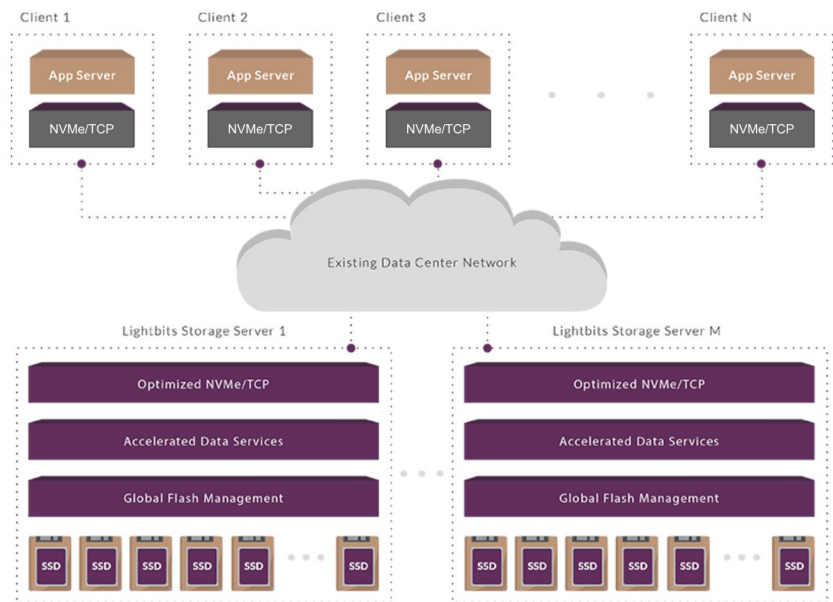 Client 1
Client 2
Client 3
Client N
App Server
App Server
App Server
App Server
NVMe/TCP
NVMe/TCP
NVMe/TCP
NVMe/TCP
Existing Data Center Network
Lightbits Storage Server 1
Lightbits Storage Server M
Optimized NVMe/TCP
Optimized NVMe/TCP
Accelerated Data Services
Accelerated Data Services
Global Flash Management
Global Flash Management
SSD
SSD
SSD
SSD
SSD
SSD
SSD
SSD
SSD
SSD
SSD
SSD